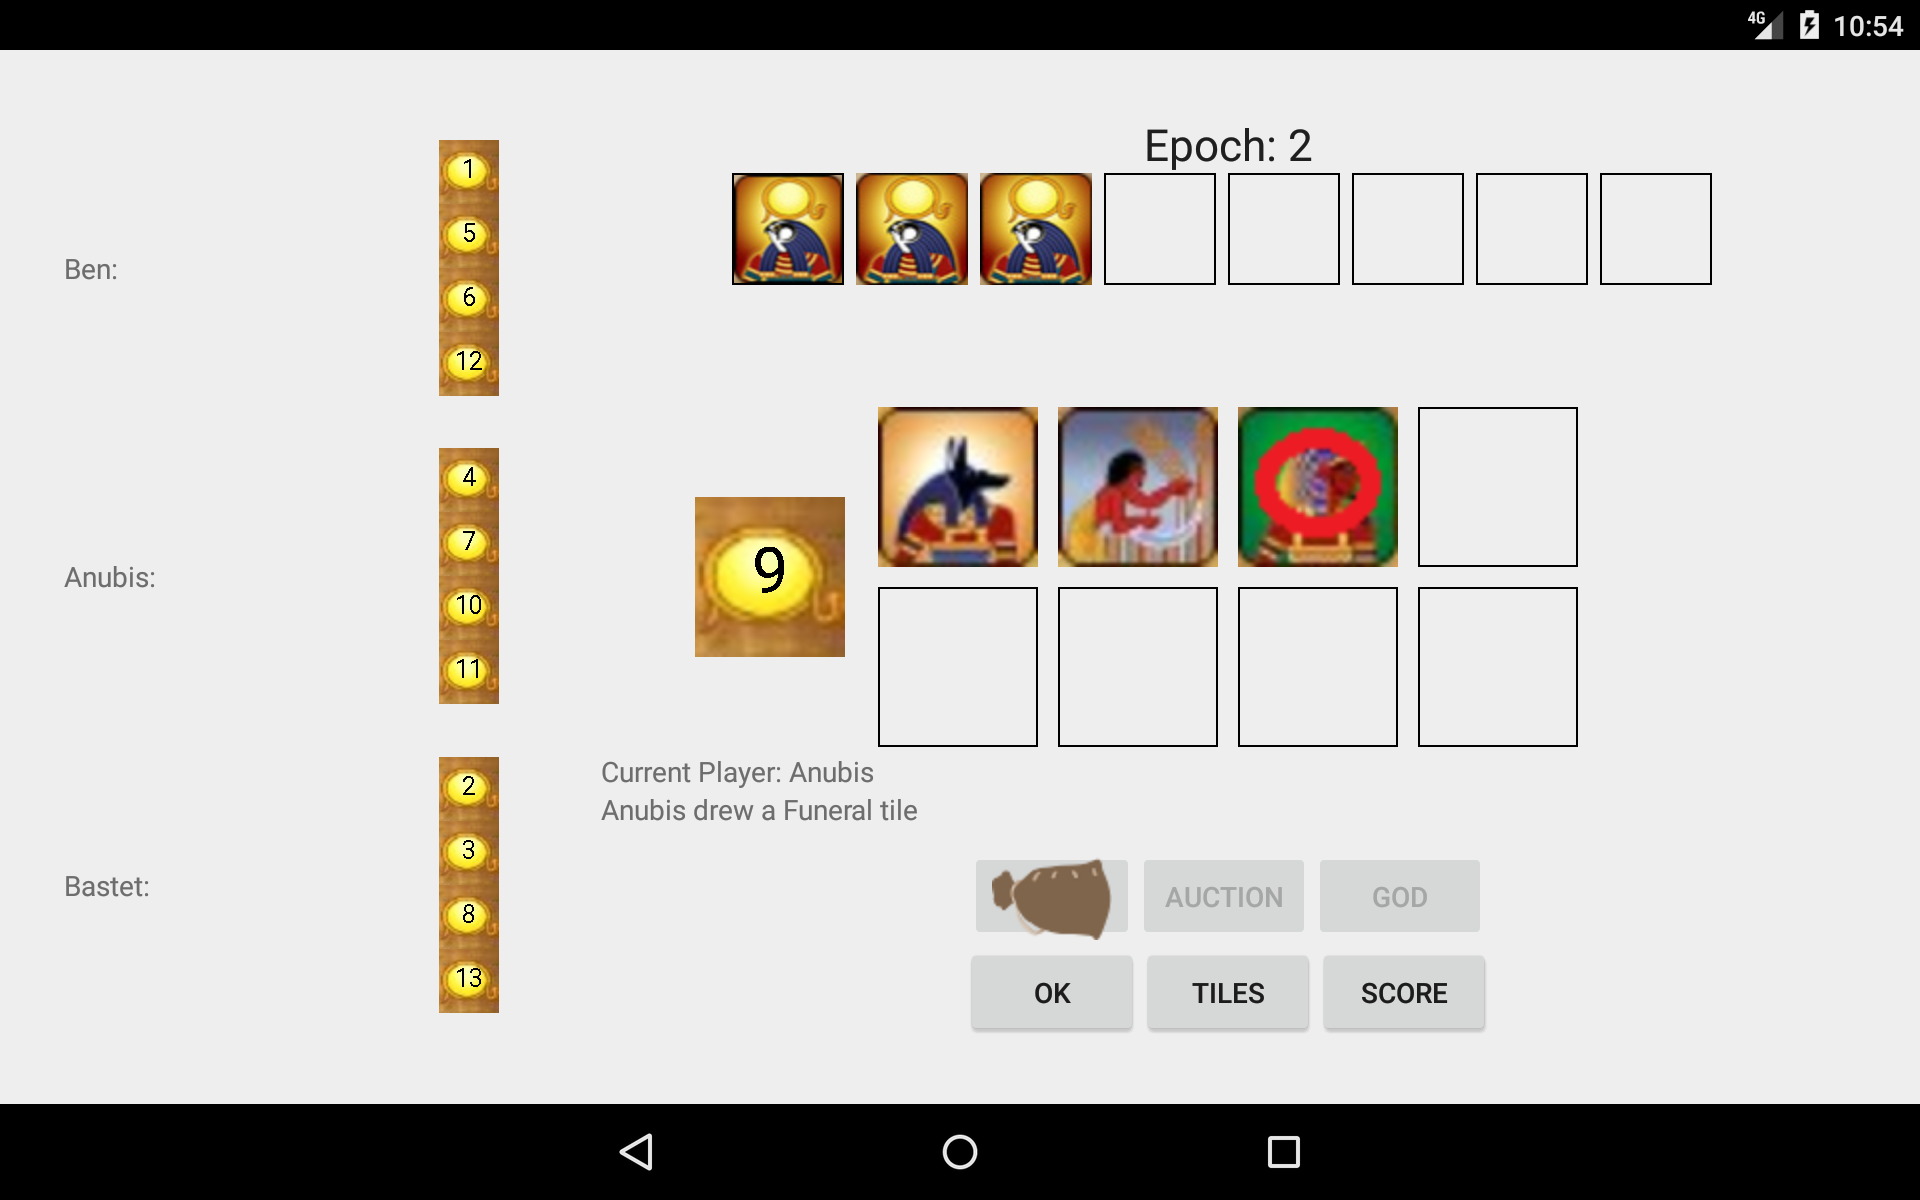 4G 10:54
Epoch: 2
Ben:
1
5
6
12
Anubis:
4
7
10
11
9
Bastet:
2
3
8
13
Current Player: Anubis
Anubis drew a Funeral tile
AUCTION GOD
OK TILES SCORE